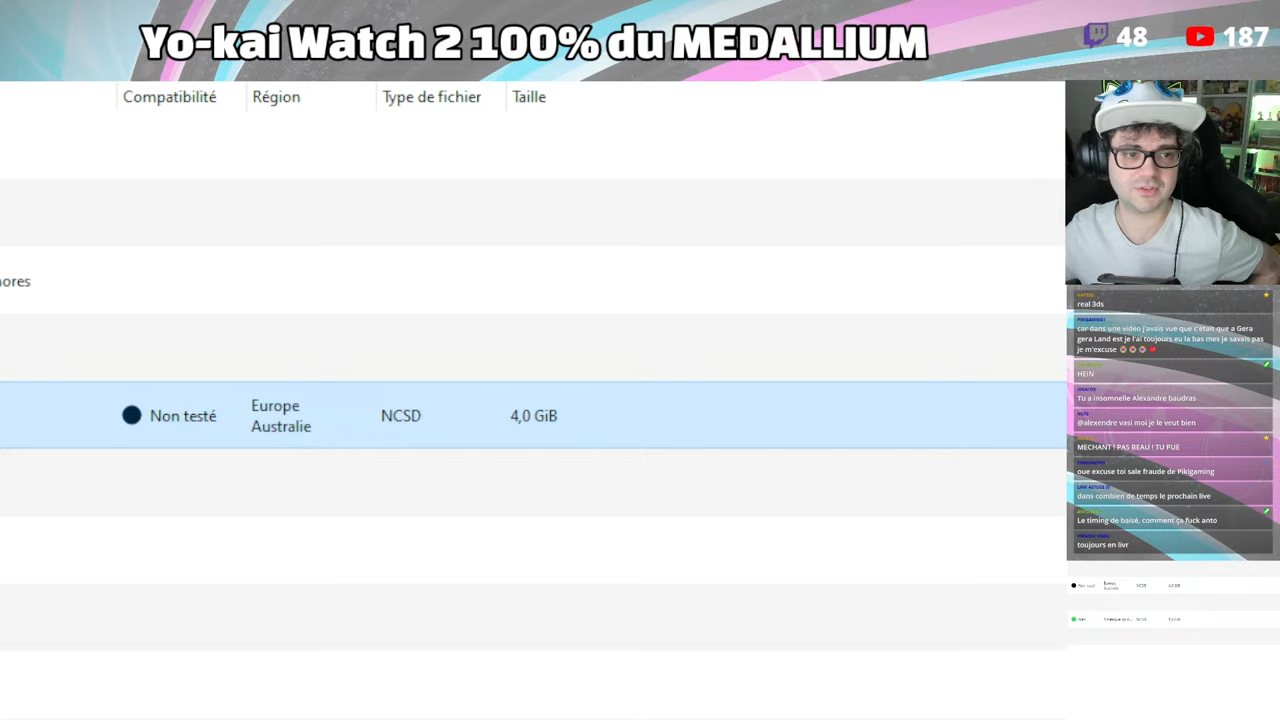 Yo-kai Watch 2 100% du MEDALLIUM
48
187
Compatibilité
Région
Type de fichier
Taille
nores
Non testé
Europe
Australie
NCSD
4,0 GiB
real 3ds
PIKIGAMING
car dans une vidéo j'avais vue que c'était que a Gera
gera Land est je l'ai toujours eu la bas mes je savais pas
je m'excuse
HEIN
Tu a insomnelle Aléxandre baudras
@alexendre vasi moi je le veut bien
MECHANT ! PAS BEAU ! TU PUE
oue excuse toi sale fraude de Pikigaming
dans combien de temps le prochain live
Le timing de baisé, comment ça fuck anto
toujours en livr